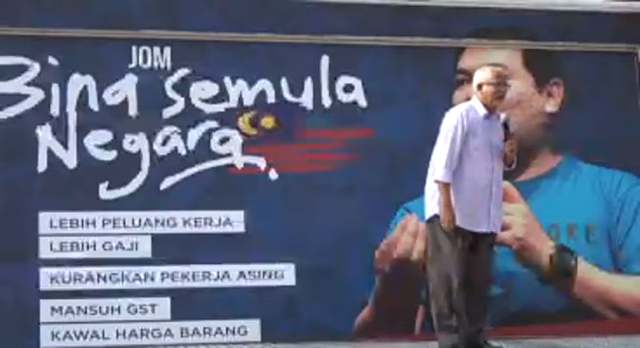 JOM
Bina semula
Negara.
LEBIH PELUANG KERJA
LEBIH GAJI
KURANGKAN PEKERJA ASING
MANSUH GST
KAWAL HARGA BARANG